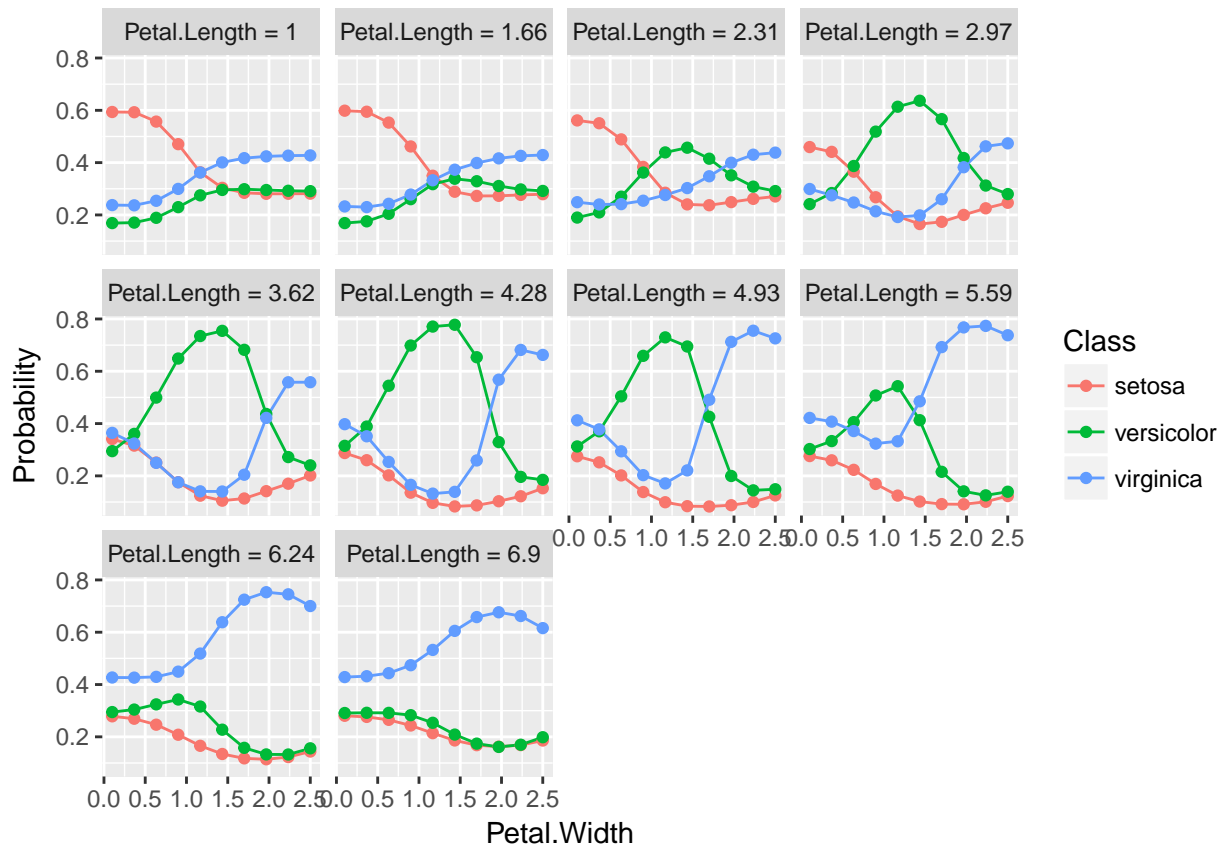 Petal.Length = 1
Petal.Length = 1.66
Petal.Length = 2.31
Petal.Length = 2.97
0.8
0.6
0.4
0.2
Petal.Length = 3.62
Petal.Length = 4.28
Petal.Length = 4.93
Petal.Length = 5.59
0.8
0.6
0.4
0.2
0.0 0.5 1.0 1.5 2.0 2.5
0.0 0.5 1.0 1.5 2.0 2.5
Petal.Length = 6.24
Petal.Length = 6.9
0.8
0.6
0.4
0.2
0.0 0.5 1.0 1.5 2.0 2.5
0.0 0.5 1.0 1.5 2.0 2.5
Probability
Petal.Width
Class
setosa
versicolor
virginica